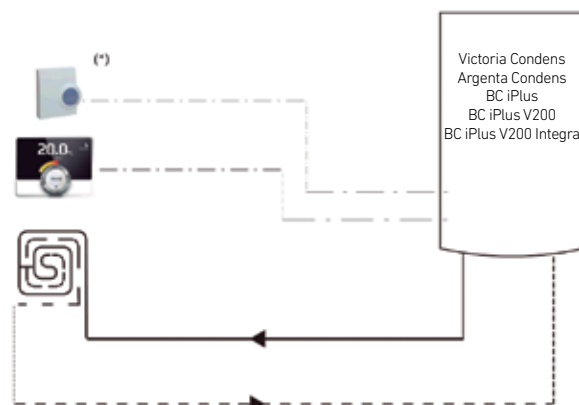 (*)
20.0
Victoria Condens
Argenta Condens
BC iPlus
BC iPlus V200
BC iPlus V200 Integra